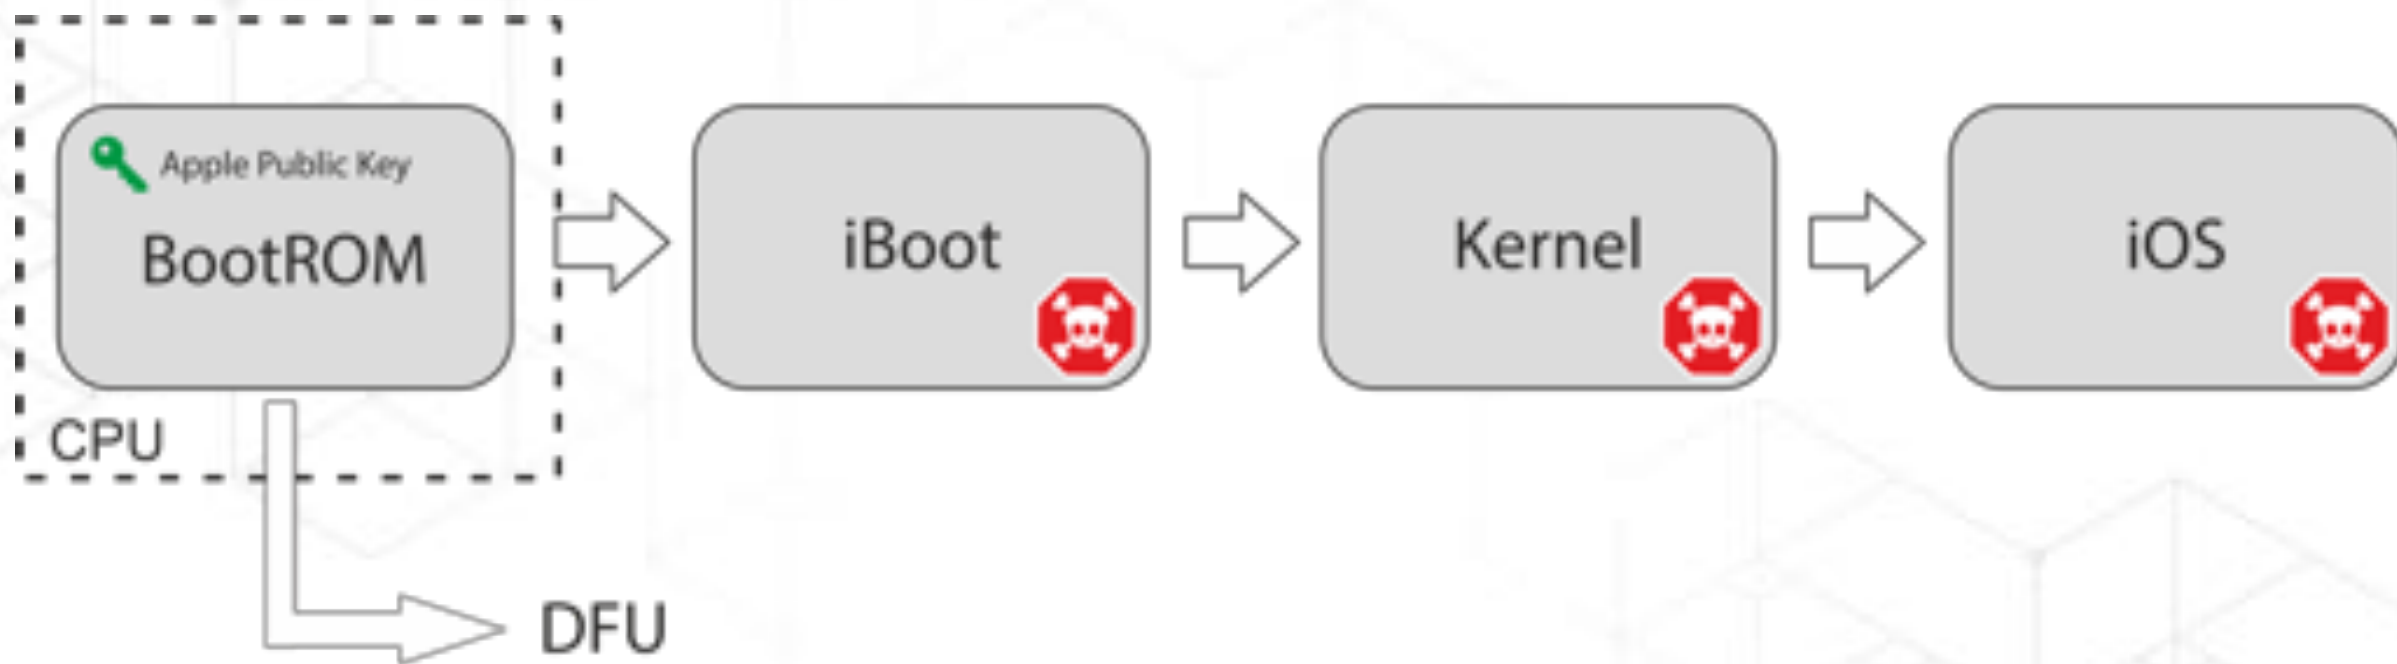 Apple Public Key
BootROM
iBoot
Kernel
iOS
CPU
DFU